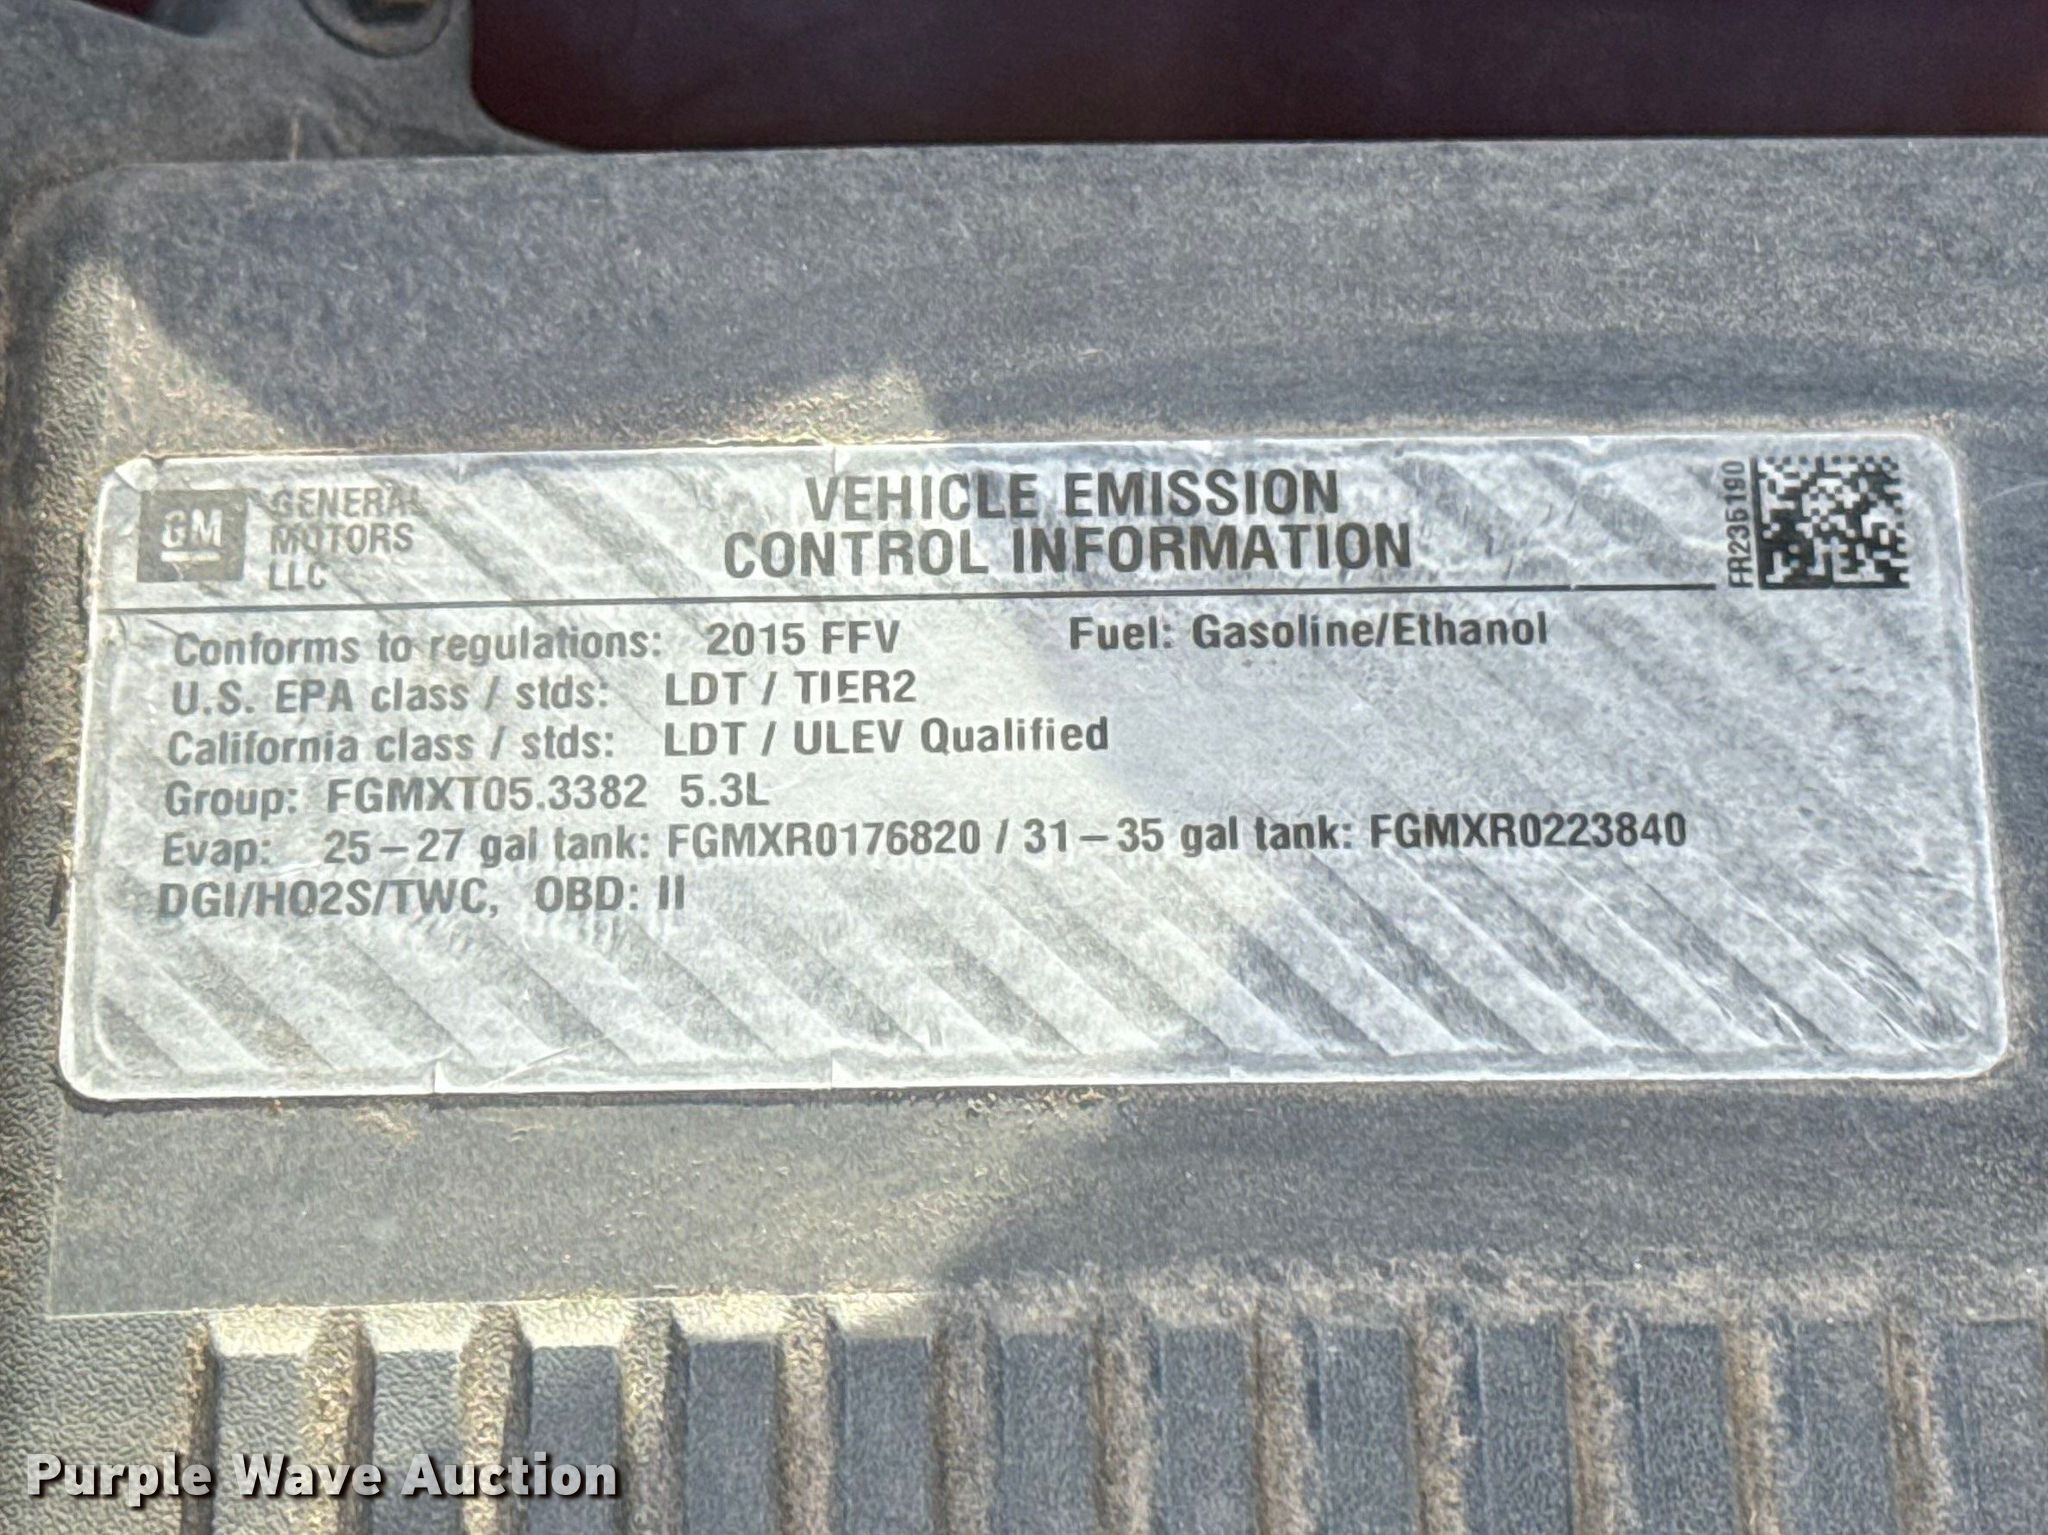 GM
GENERAL
MOTORS
LLC
VEHICLE EMISSION
CONTROL INFORMATION
FR235190
Conforms to regulations: 2015 FFV Fuel: Gasoline/Ethanol
U.S. EPA class / stds: LDT / TIER2
California class / stds: LDT / ULEV Qualified
Group: FGMXT05.3382 5.3L
Evap: 25-27 gal tank: FGMXR0176820 / 31-35 gal tank: FGMXR0223840
DGI/HO2S/TWC, OBD: II
Purple Wave Auction